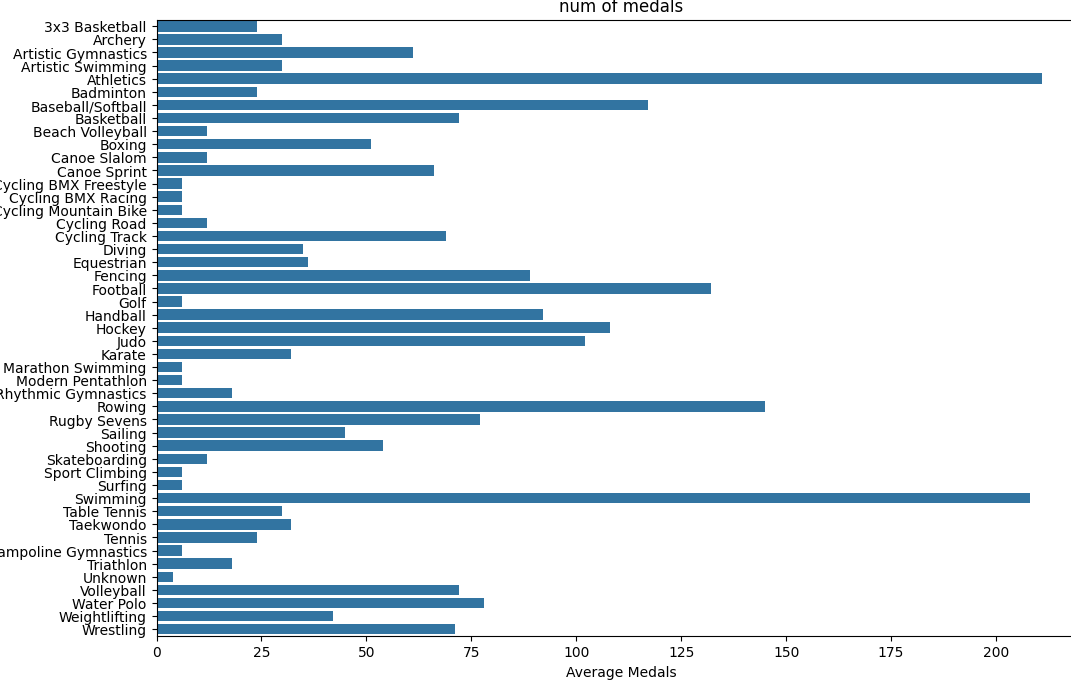 num of medals
3x3 Basketball
Archery
Artistic Gymnastics
Artistic Swimming
Athletics
Badminton
Baseball/Softball
Basketball
Beach Volleyball
Boxing
Canoe Slalom
Canoe Sprint
Cycling BMX Freestyle
Cycling BMX Racing
Cycling Mountain Bike
Cycling Road
Cycling Track
Diving
Equestrian
Fencing
Football
Golf
Handball
Hockey
Judo
Karate
Marathon Swimming
Modern Pentathlon
Rhythmic Gymnastics
Rowing
Rugby Sevens
Sailing
Shooting
Skateboarding
Sport Climbing
Surfing
Swimming
Table Tennis
Taekwondo
Tennis
ampoline Gymnastics
Triathlon
Unknown
Volleyball
Water Polo
Weightlifting
Wrestling
0 25 50 75 100 125 150 175 200
Average Medals